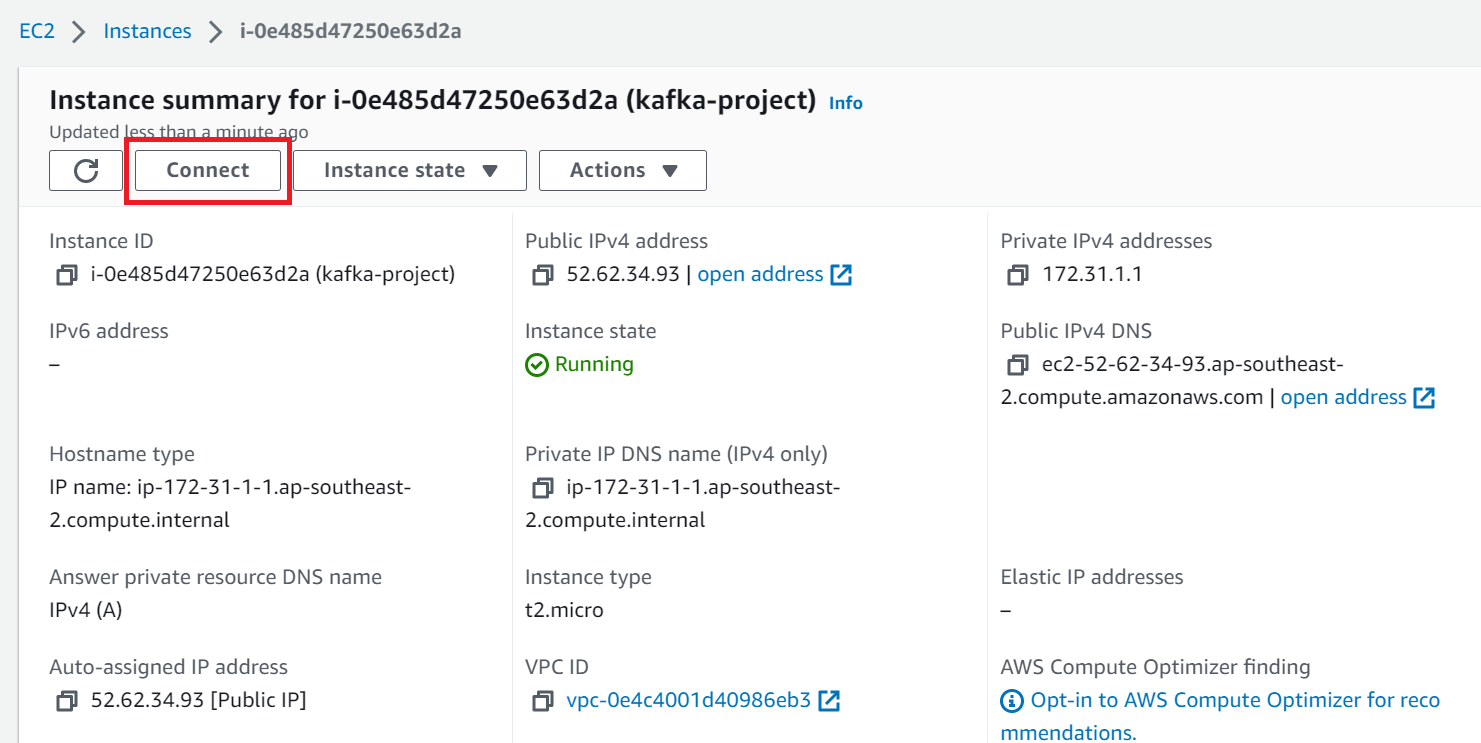 EC2 > Instances > i-0e485d47250e63d2a
Instance summary for i-0e485d47250e63d2a (kafka-project) Info
Updated less than a minute ago
Connect
Instance state
Actions
Instance ID
i-0e485d47250e63d2a (kafka-project)
Public IPv4 address
52.62.34.93 | open address
Private IPv4 addresses
172.31.1.1
IPv6 address
–
Instance state
Running
Public IPv4 DNS
ec2-52-62-34-93.ap-southeast-
2.compute.amazonaws.com | open address
Hostname type
IP name: ip-172-31-1-1.ap-southeast-
2.compute.internal
Private IP DNS name (IPv4 only)
ip-172-31-1-1.ap-southeast-
2.compute.internal
Answer private resource DNS name
IPv4 (A)
Instance type
t2.micro
Elastic IP addresses
–
Auto-assigned IP address
52.62.34.93 [Public IP]
VPC ID
vpc-0e4c4001d40986eb3
AWS Compute Optimizer finding
Opt-in to AWS Compute Optimizer for reco
mmendations.